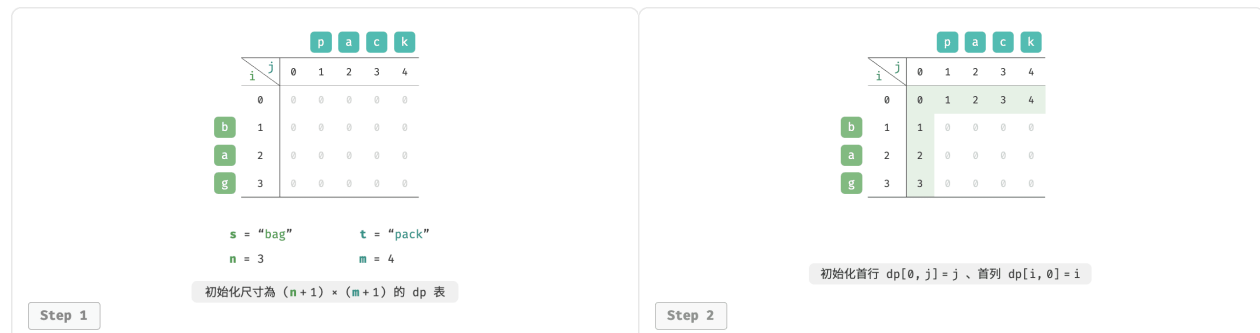 p a c k
j
i
0 1 2 3 4
0 0 0 0 0 0
b 1 0 0 0 0 0
a 2 0 0 0 0 0
g 3 0 0 0 0 0
s = “bag”
t = “pack”
n = 3
m = 4
初始化尺寸為 (n + 1) × (m + 1) 的 dp 表
Step 1
p a c k
j
i
0 1 2 3 4
0 0 1 2 3 4
b 1 1 0 0 0 0
a 2 2 0 0 0 0
g 3 3 0 0 0 0
初始化首行 dp[0, j] = j 、首列 dp[i, 0] = i
Step 2